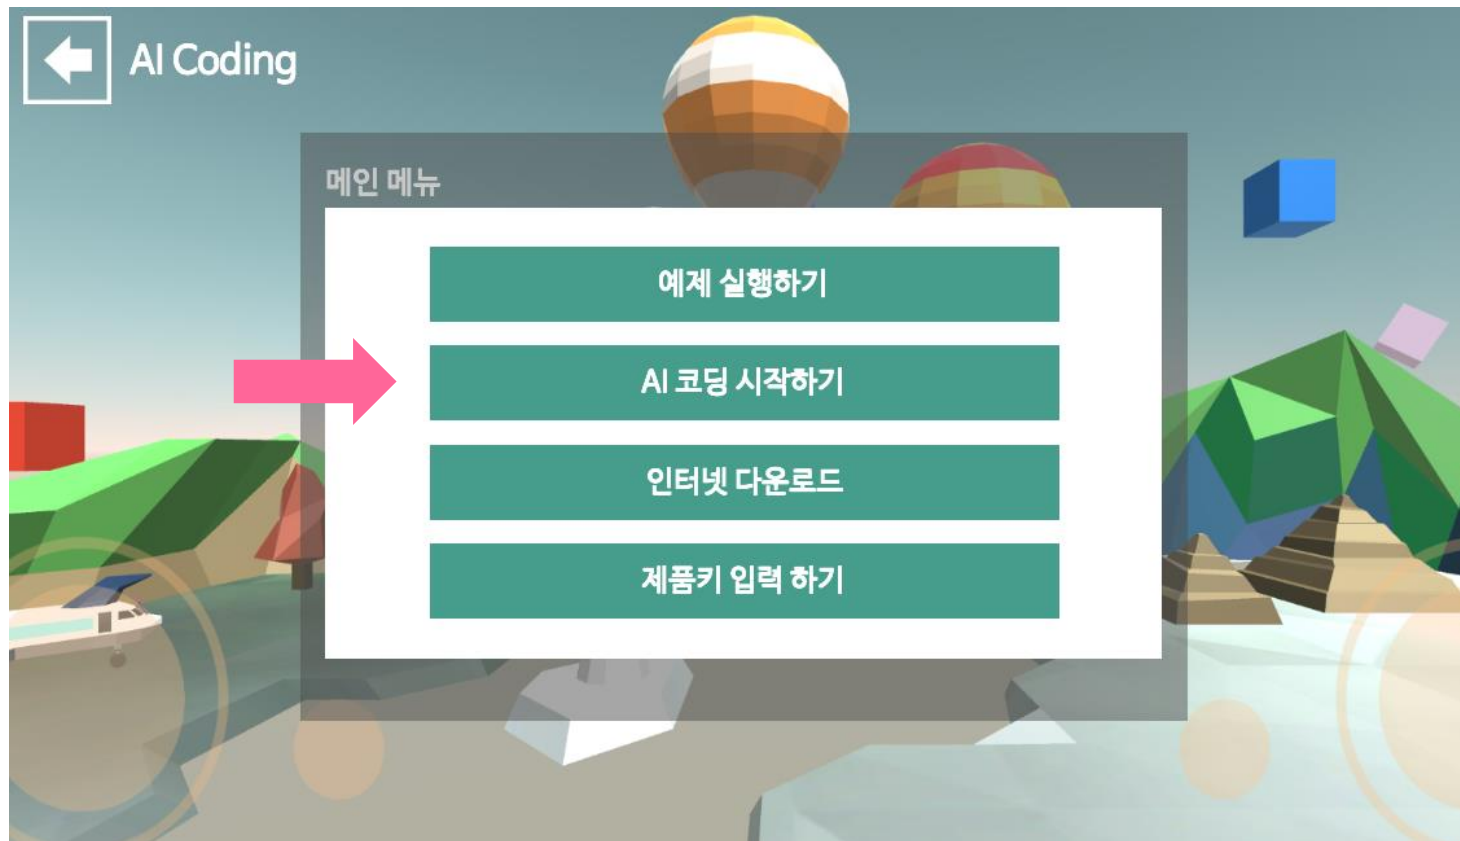 AI Coding
메인 메뉴
예제 실행하기
AI 코딩 시작하기
인터넷 다운로드
제품키 입력 하기